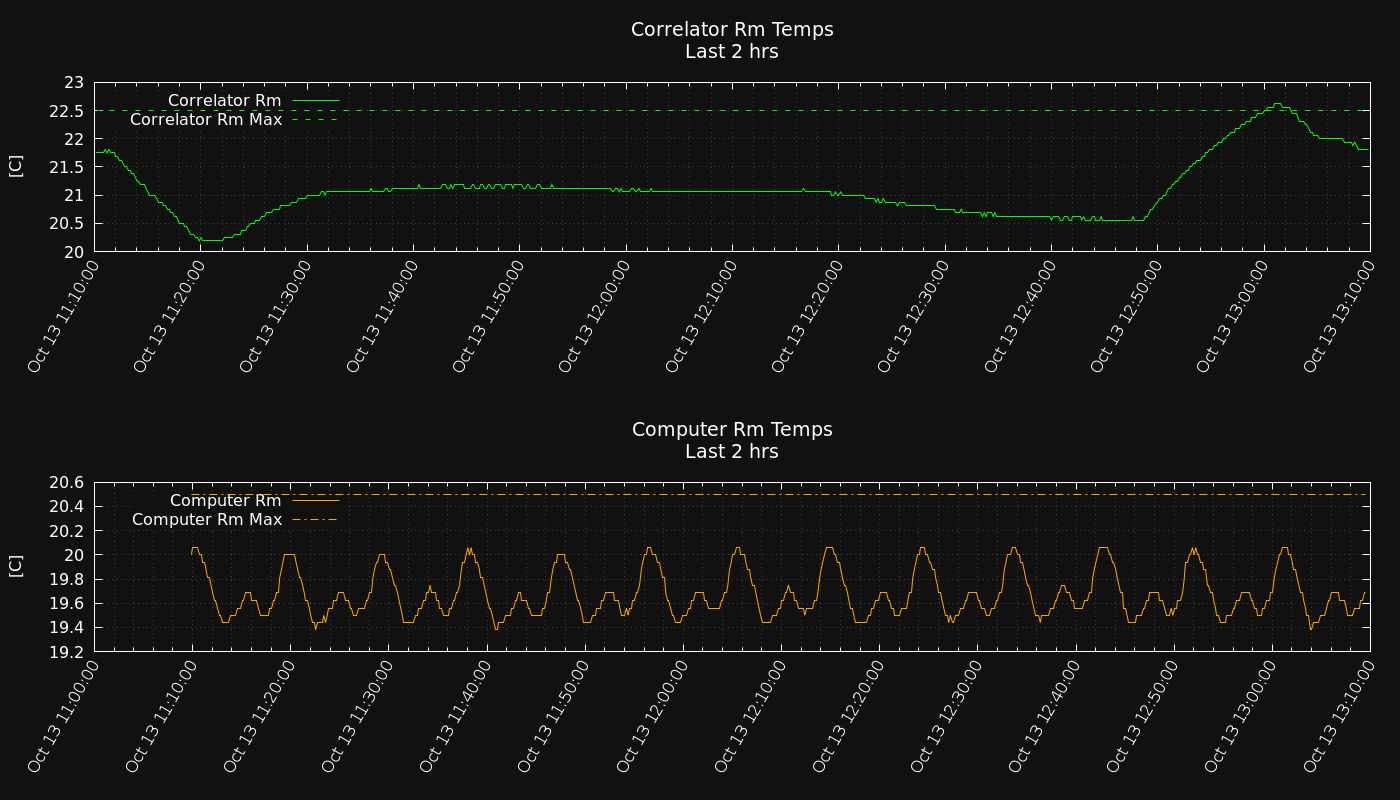 Correlator Rm Temps
Last 2 hrs
[C]
23
22.5
22
21.5
21
20.5
20
Correlator Rm
Correlator Rm Max
Oct 13 11:10:00
Oct 13 11:20:00
Oct 13 11:30:00
Oct 13 11:40:00
Oct 13 11:50:00
Oct 13 12:00:00
Oct 13 12:10:00
Oct 13 12:20:00
Oct 13 12:30:00
Oct 13 12:40:00
Oct 13 12:50:00
Oct 13 13:00:00
Oct 13 13:10:00
Computer Rm Temps
Last 2 hrs
[C]
20.6
20.4
20.2
20
19.8
19.6
19.4
19.2
Computer Rm
Computer Rm Max
Oct 13 11:00:00
Oct 13 11:10:00
Oct 13 11:20:00
Oct 13 11:30:00
Oct 13 11:40:00
Oct 13 11:50:00
Oct 13 12:00:00
Oct 13 12:10:00
Oct 13 12:20:00
Oct 13 12:30:00
Oct 13 12:40:00
Oct 13 12:50:00
Oct 13 13:00:00
Oct 13 13:10:00